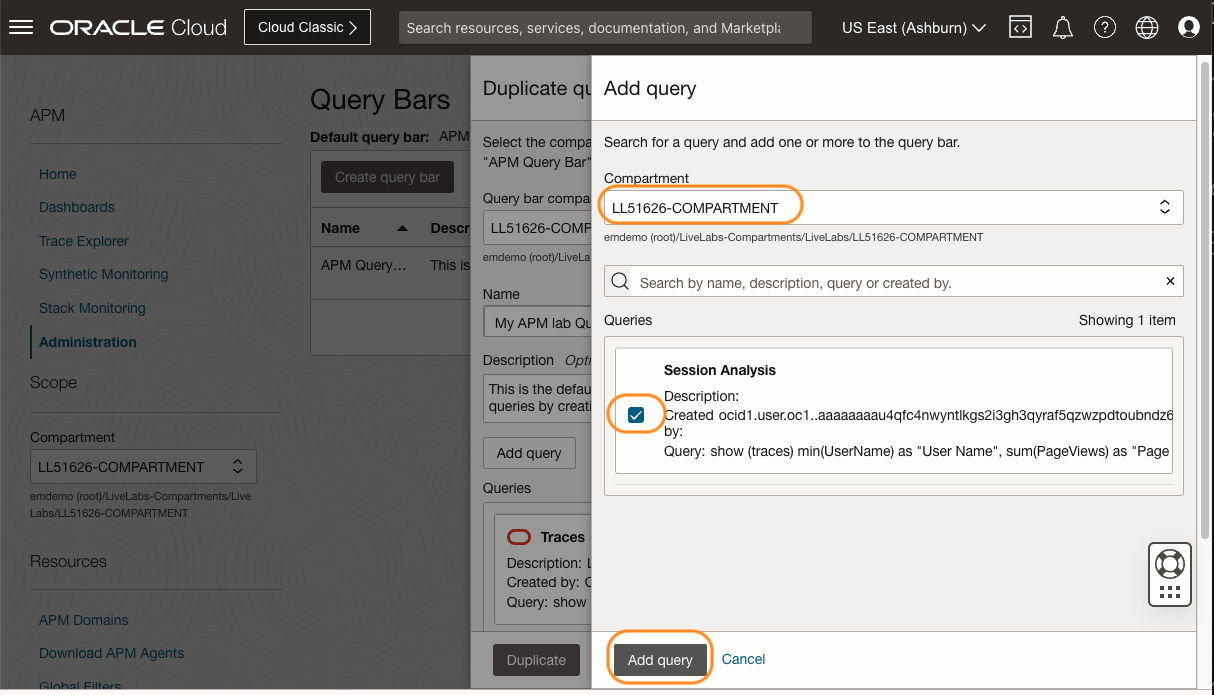 ORACLE Cloud
Cloud Classic
Search resources, services, documentation, and Marketpla
US East (Ashburn)
APM
Home
Dashboards
Trace Explorer
Synthetic Monitoring
Stack Monitoring
Administration
Scope
Compartment
LL51626-COMPARTMENT
emdemo (root)/LiveLabs-Compartments/Live
Labs/LL51626-COMPARTMENT
Resources
APM Domains
Download APM Agents
Global Filters
Query Bars
Default query bar: APM
Create query bar
Name Descr
APM Query... This is
Duplicate qu
Select the compa
"APM Query Bar"
Query bar compa
LL51626-COMP
emdemo (root)/LiveLa
Name
My APM lab Qu
Description Opti
This is the defau
queries by creati
Add query
Queries
Traces
Description: L
Created by: O
Query: show
Duplicate
Add query
Search for a query and add one or more to the query bar.
Compartment
LL51626-COMPARTMENT
emdemo (root)/LiveLabs-Compartments/LiveLabs/LL51626-COMPARTMENT
Search by name, description, query or created by.
Queries Showing 1 item
Session Analysis
Description:
Created ocid1.user.oc1..aaaaaaaau4qfc4nwyntlkgs2i3gh3qyraf5qzwzpdtoubndz6
by:
Query: show (traces) min(UserName) as "User Name", sum(PageViews) as "Page
Add query
Cancel